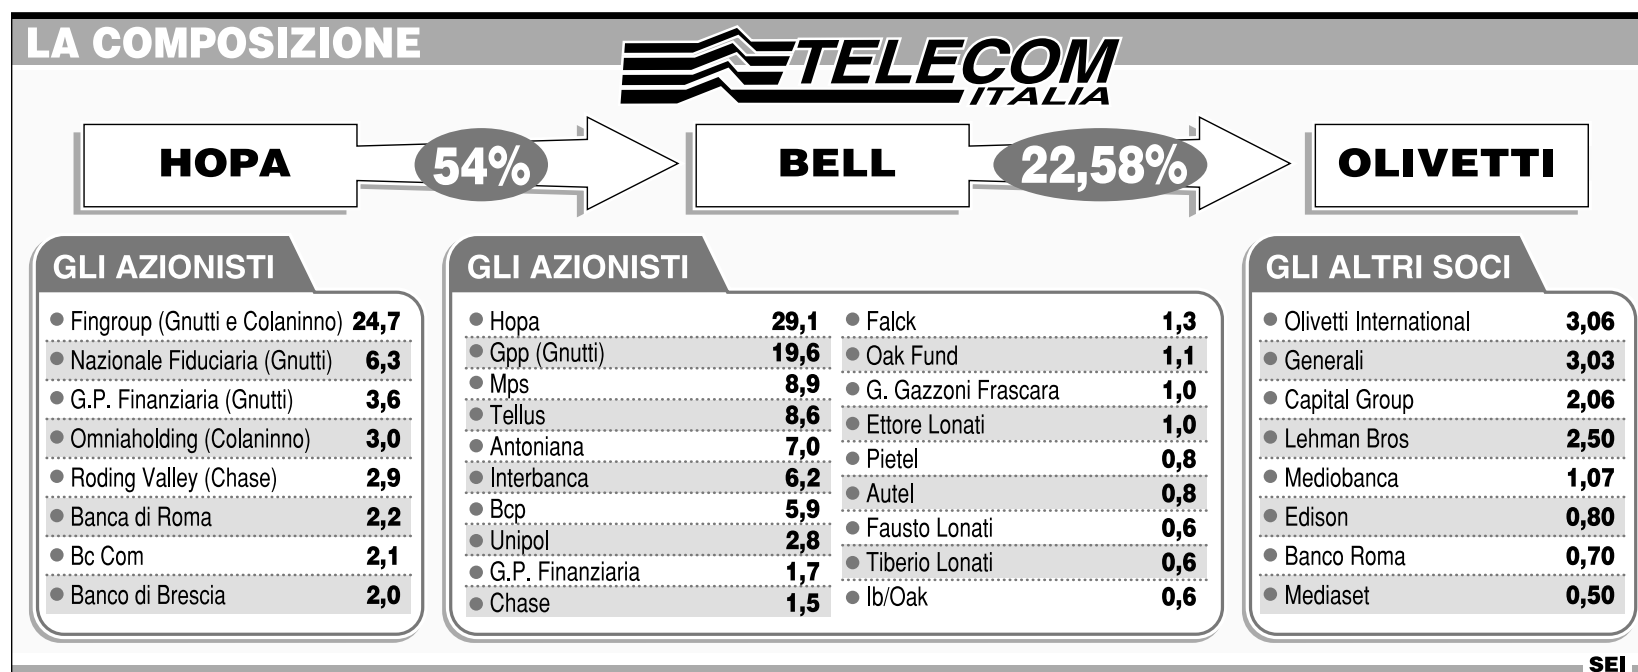 LA COMPOSIZIONE
TELECOM
ITALIA
HOPA
54%
BELL
22,58%
OLIVETTI
GLI AZIONISTI
Fingroup (Gnutti e Colaninno) 24,7
Nazionale Fiduciaria (Gnutti) 6,3
G.P. Finanziaria (Gnutti) 3,6
Omniaholding (Colaninno) 3,0
Roding Valley (Chase) 2,9
Banca di Roma 2,2
Bc Com 2,1
Banco di Brescia 2,0
GLI AZIONISTI
Hopa 29,1
Gpp (Gnutti) 19,6
Mps 8,9
Tellus 8,6
Antoniana 7,0
Interbanca 6,2
Bcp 5,9
Unipol 2,8
G.P. Finanziaria 1,7
Chase 1,5
Falck 1,3
Oak Fund 1,1
G. Gazzoni Frascara 1,0
Ettore Lonati 1,0
Pietel 0,8
Autel 0,8
Fausto Lonati 0,6
Tiberio Lonati 0,6
Ib/Oak 0,6
GLI ALTRI SOCI
Olivetti International 3,06
Generali 3,03
Capital Group 2,06
Lehman Bros 2,50
Mediobanca 1,07
Edison 0,80
Banco Roma 0,70
Mediaset 0,50
SEI